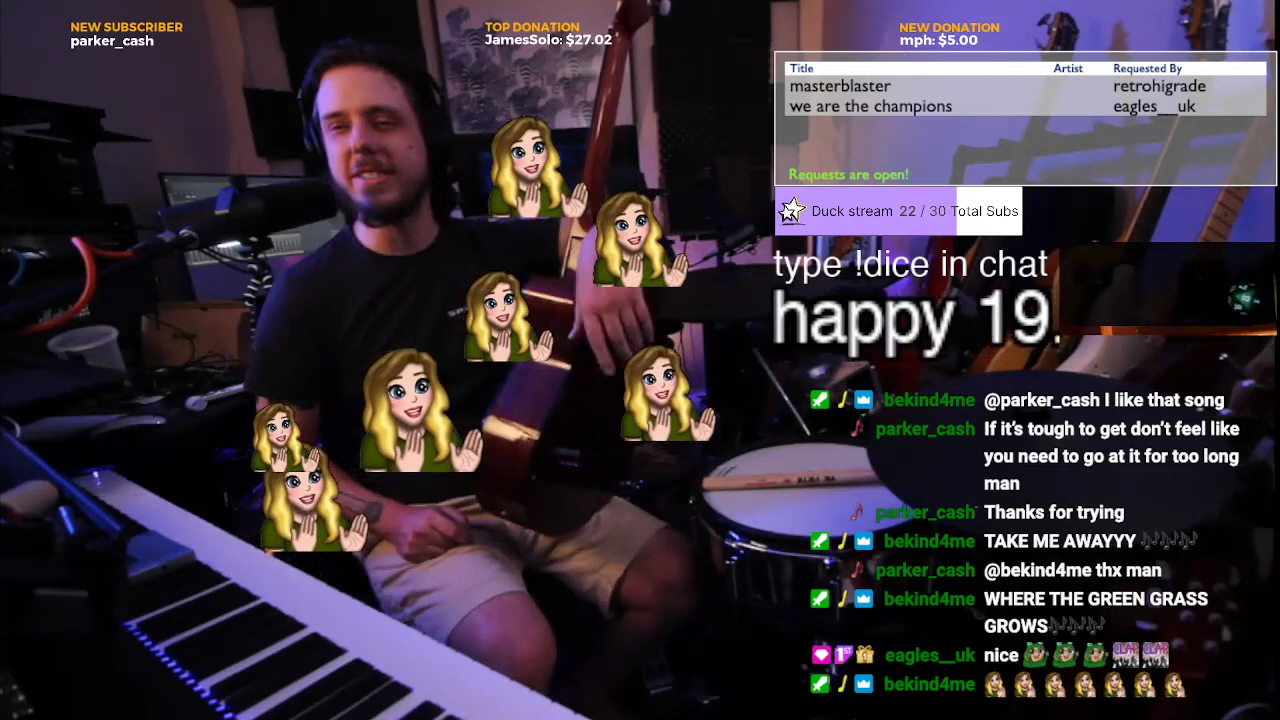 NEW SUBSCRIBER
parker_cash
TOP DONATION
JamesSolo: $27.02
NEW DONATION
mph: $5.00
Title Artist Requested By
masterblaster retrohigrade
we are the champions eagles__uk
Requests are open!
Duck stream 22 / 30 Total Subs
type !dice in chat
happy 19.
bekind4me @parker_cash I like that song
parker_cash If it's tough to get don't feel like
you need to go at it for too long
man
parker_cash Thanks for trying
bekind4me TAKE ME AWAYYY
parker_cash @bekind4me thx man
bekind4me WHERE THE GREEN GRASS
GROWS
eagles__uk nice
bekind4me